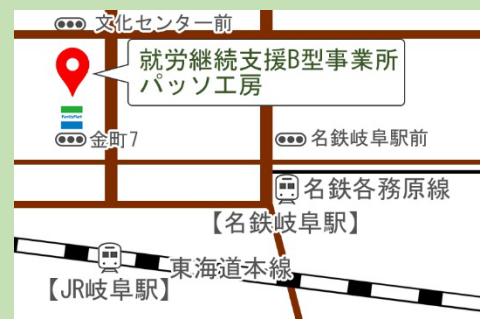 文化センター前
就労継続支援B型事業所
パッソ工房
FamilyMart
金町7
名鉄岐阜駅前
名鉄各務原線
【名鉄岐阜駅】
東海道本線
【JR岐阜駅】